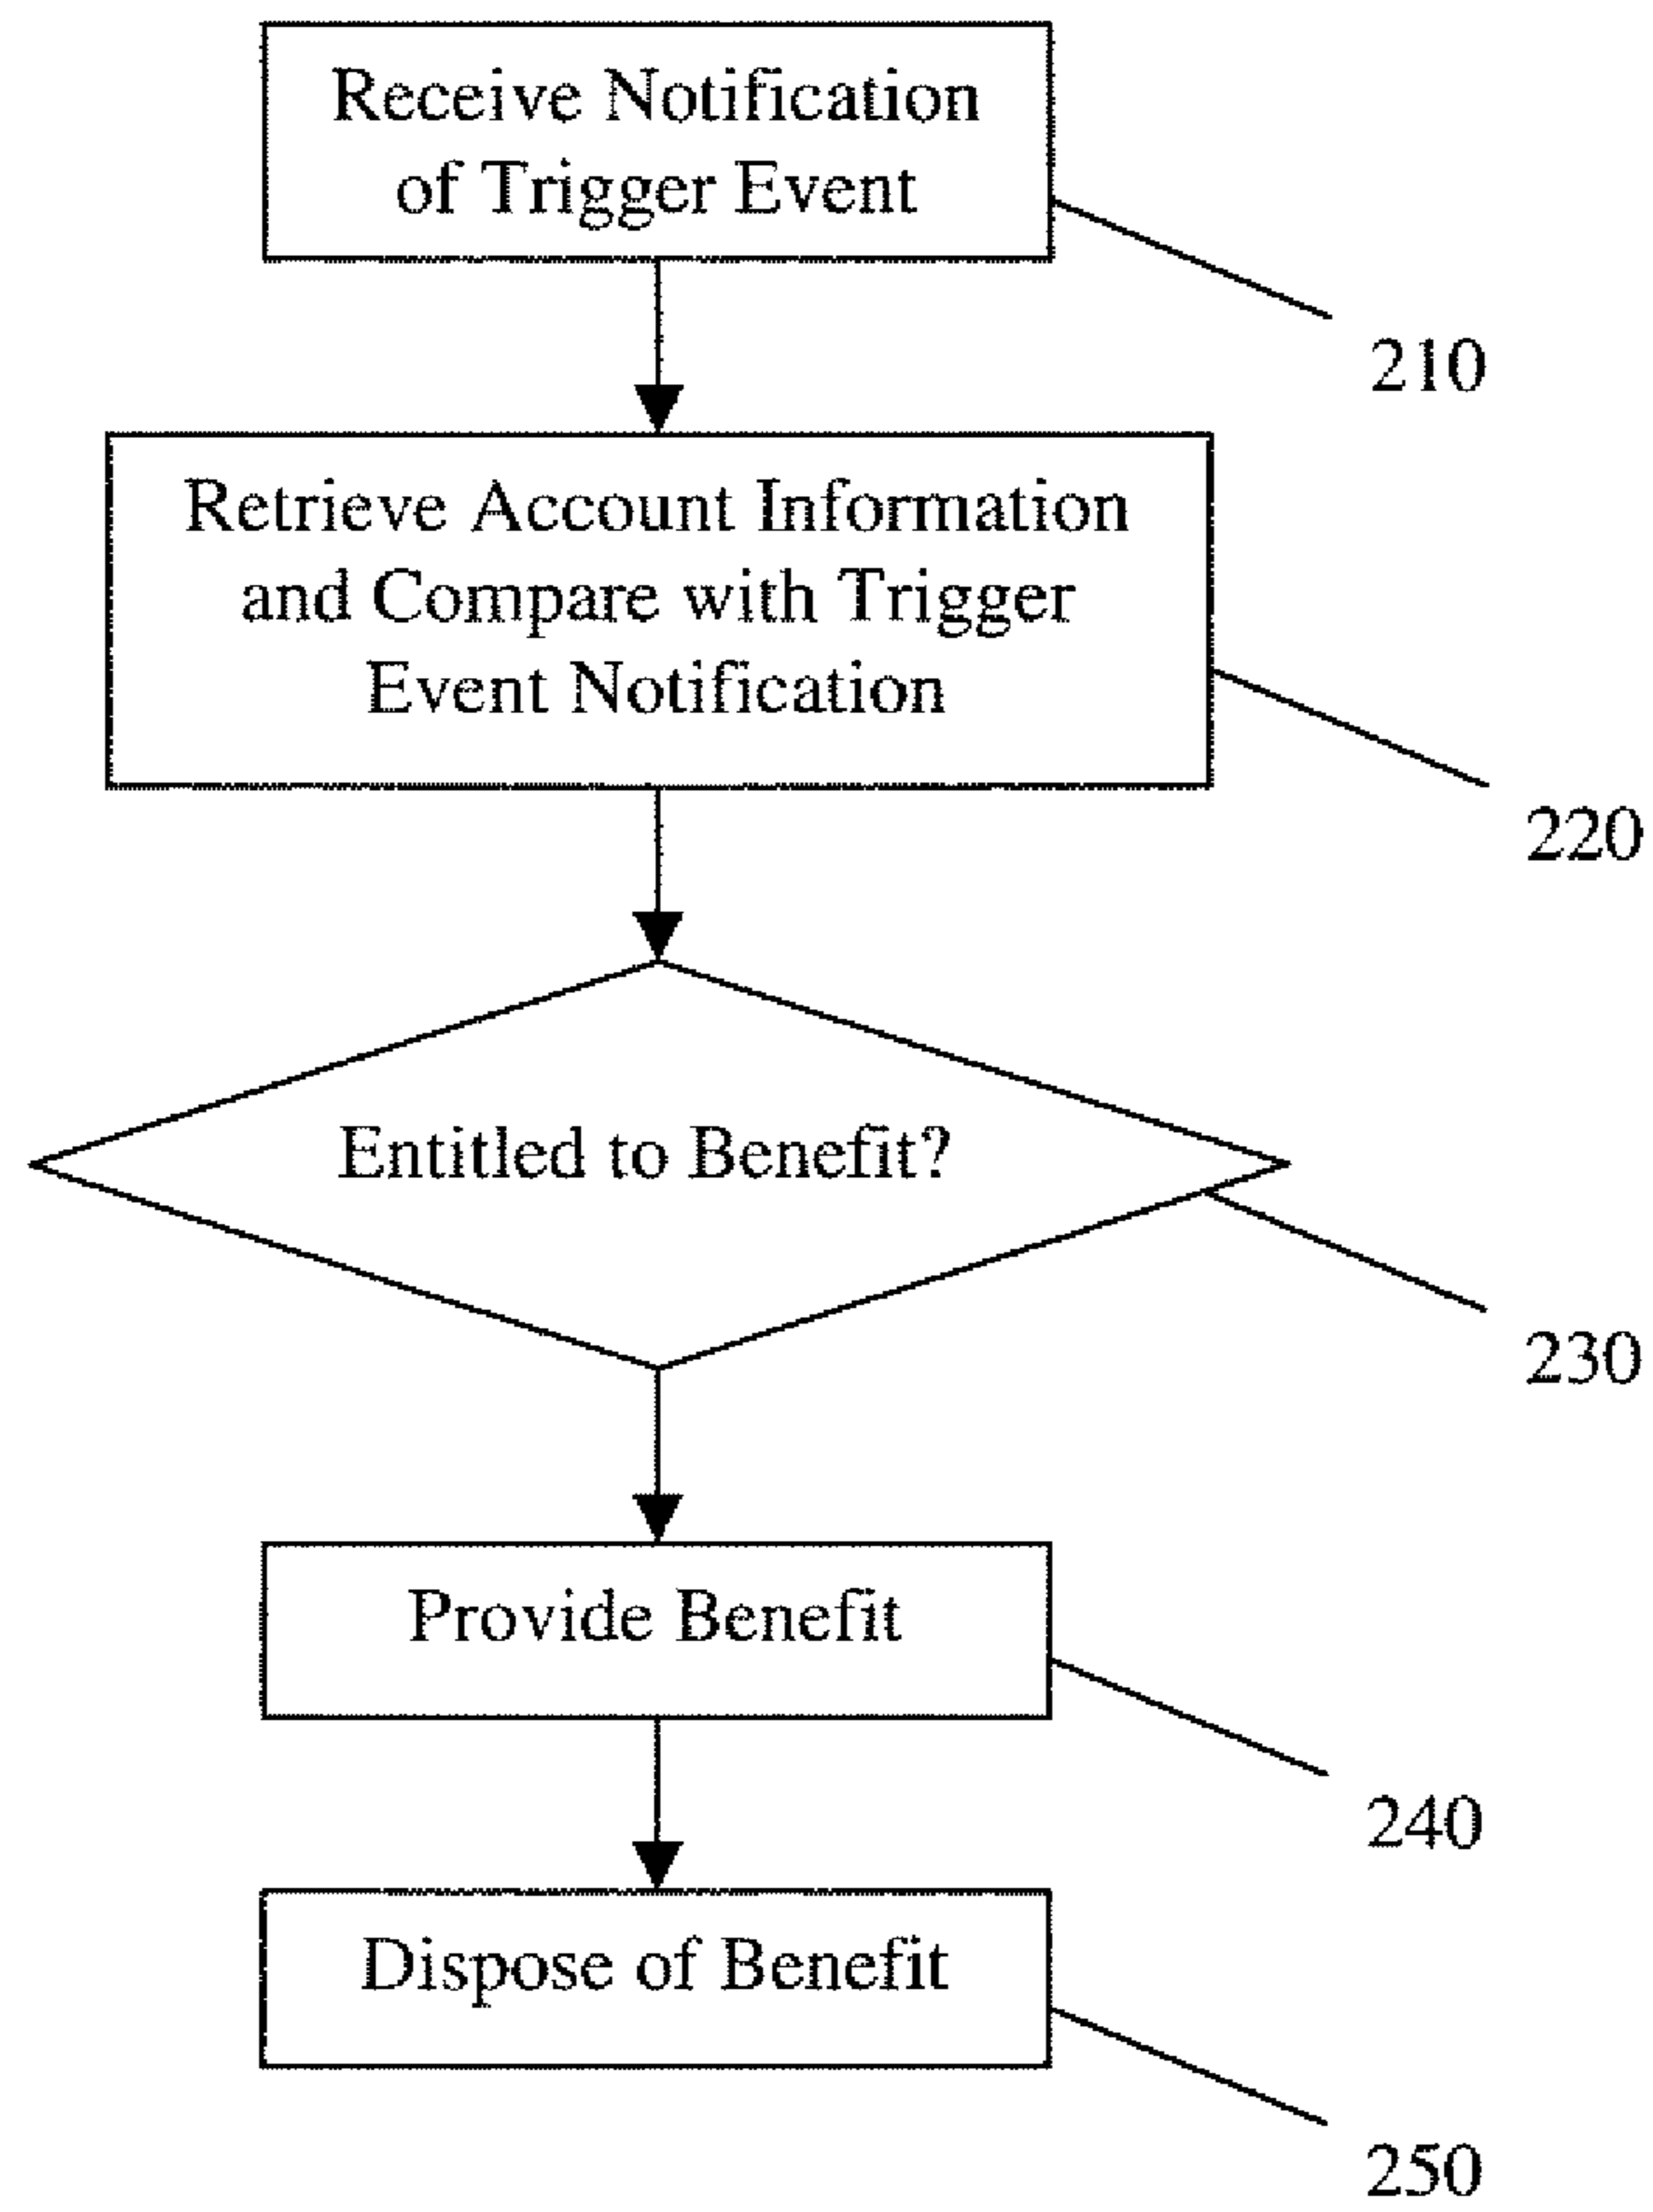 Receive Notification
of Trigger Event
210
Retrieve Account Information
and Compare with Trigger
Event Notification
220
Entitled to Benefit?
230
Provide Benefit
240
Dispose of Benefit
250